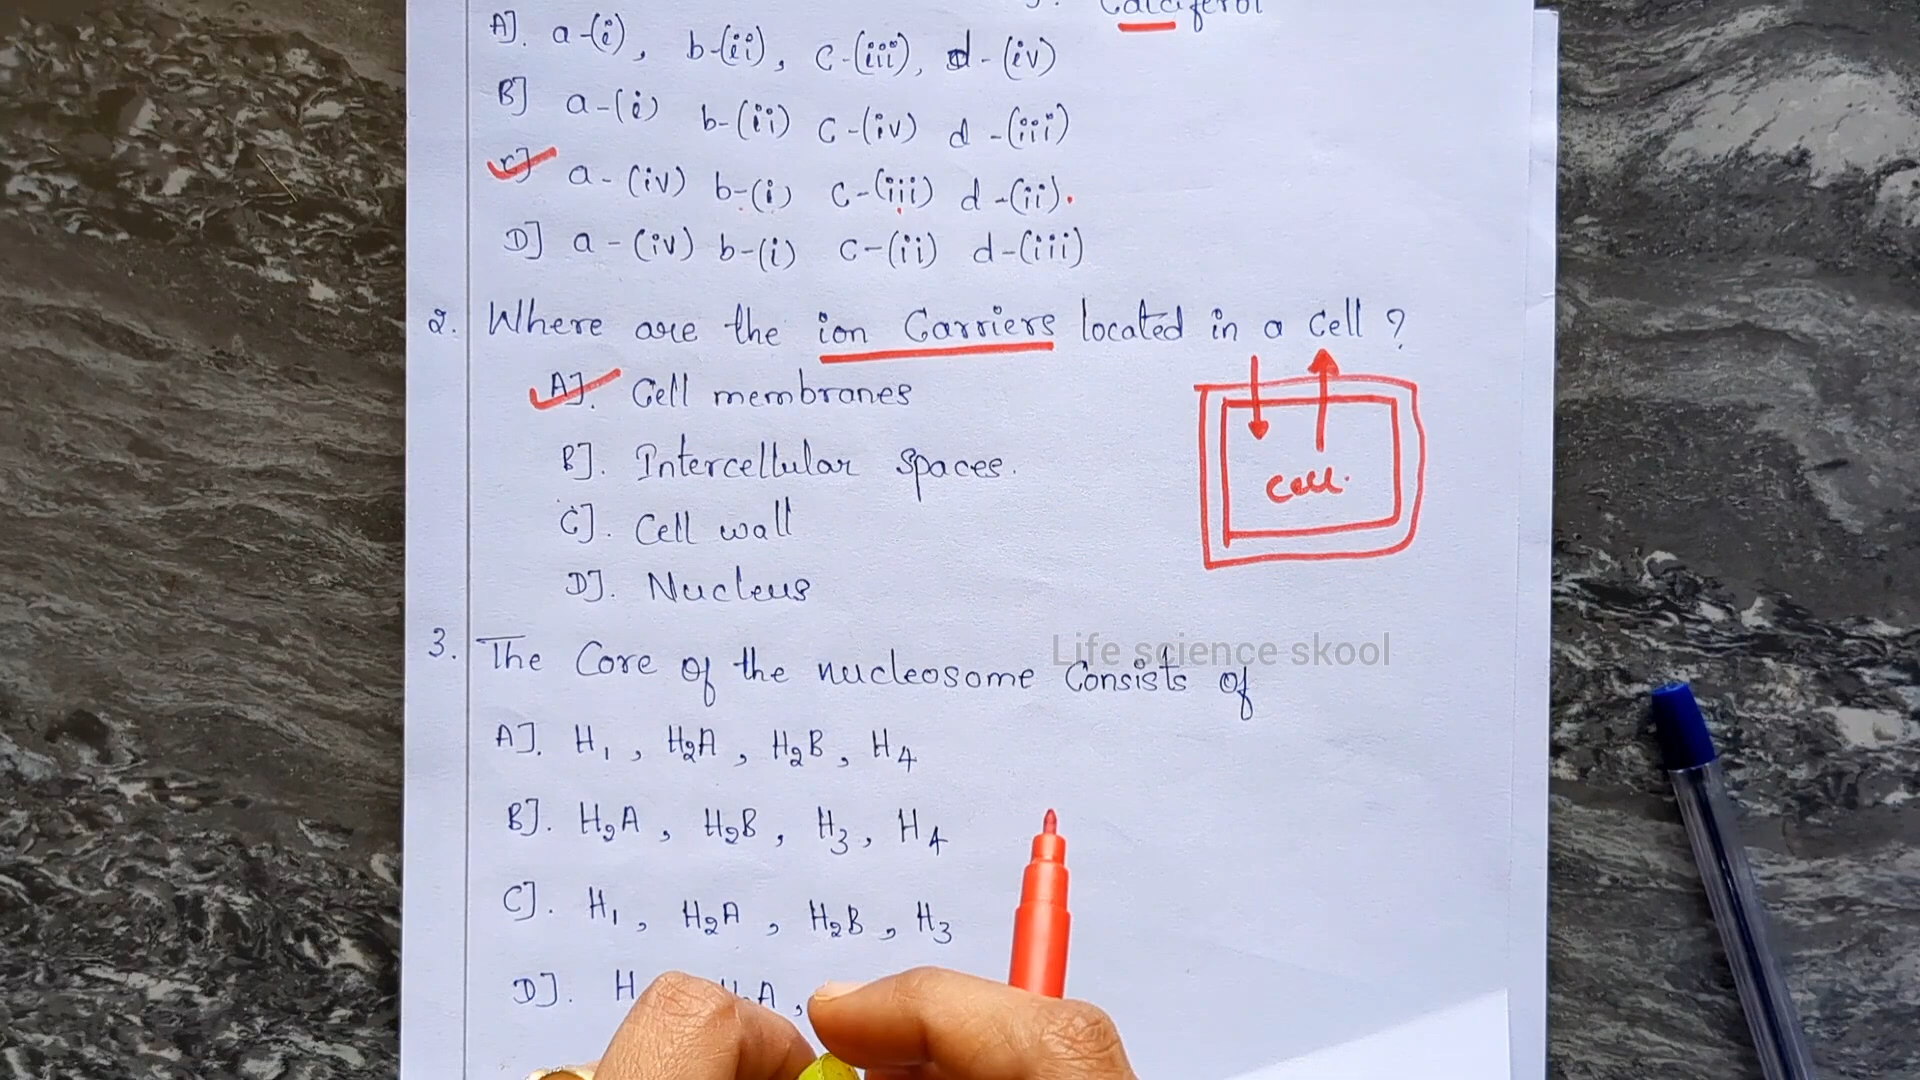 Calciferol
A]. a-(i), b-(ii), c-(iii), d-(iv)
B] a-(i) b-(ii) c-(iv) d-(iii)
C] a-(iv) b-(i) c-(iii) d-(ii).
D] a-(iv) b-(i) c-(ii) d-(iii)
2. Where are the ion Carriers located in a cell?
A]. Cell membranes
B]. Intercellular spaces.
C]. Cell wall
D]. Nucleus
cell.
3. The Core of the nucleosome Consists of
Life science skool
A]. H1, H2A, H2B, H4
B]. H2A, H2B, H3, H4
C]. H1, H2A, H2B, H3
D]. H